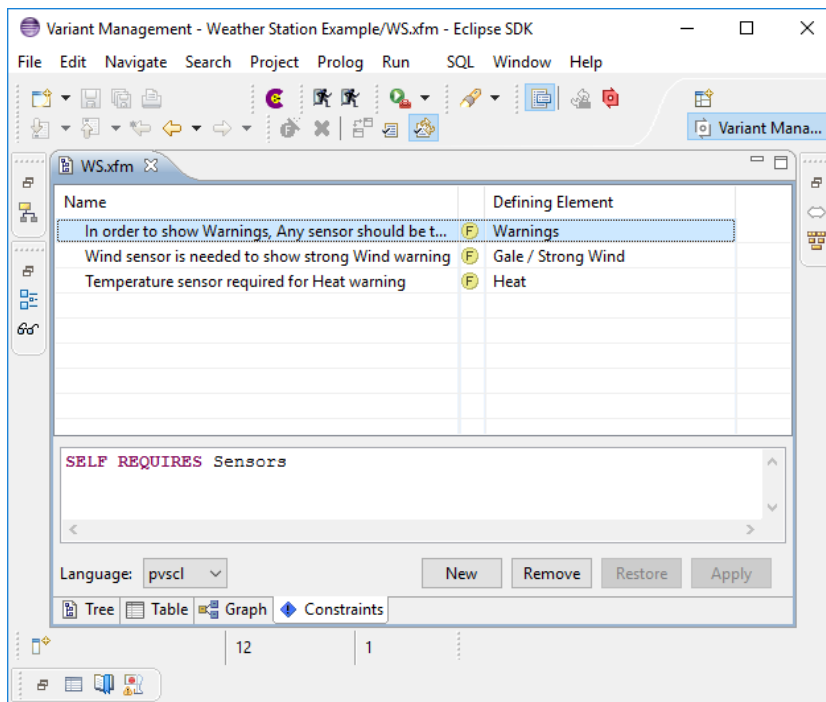 Variant Management - Weather Station Example/WS.xfm - Eclipse SDK
File Edit Navigate Search Project Prolog Run SQL Window Help
Variant Mana...
WS.xfm
Name Defining Element
In order to show Warnings, Any sensor should be t... F Warnings
Wind sensor is needed to show strong Wind warning F Gale / Strong Wind
Temperature sensor required for Heat warning F Heat
SELF REQUIRES Sensors
Language: pvscl New Remove Restore Apply
Tree Table Graph Constraints
12 1